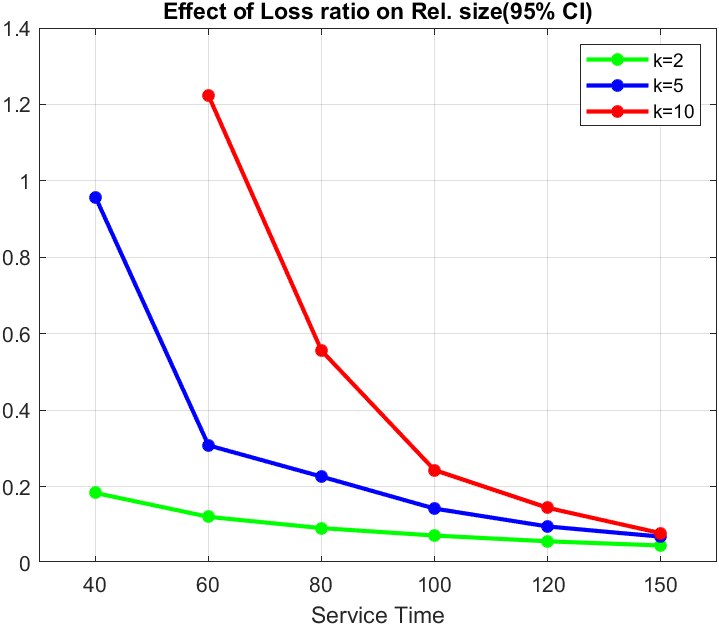 Effect of Loss ratio on Rel. size(95% CI)
1.4
1.2
1
0.8
0.6
0.4
0.2
0
k=2
k=5
k=10
40 60 80 100 120 150
Service Time